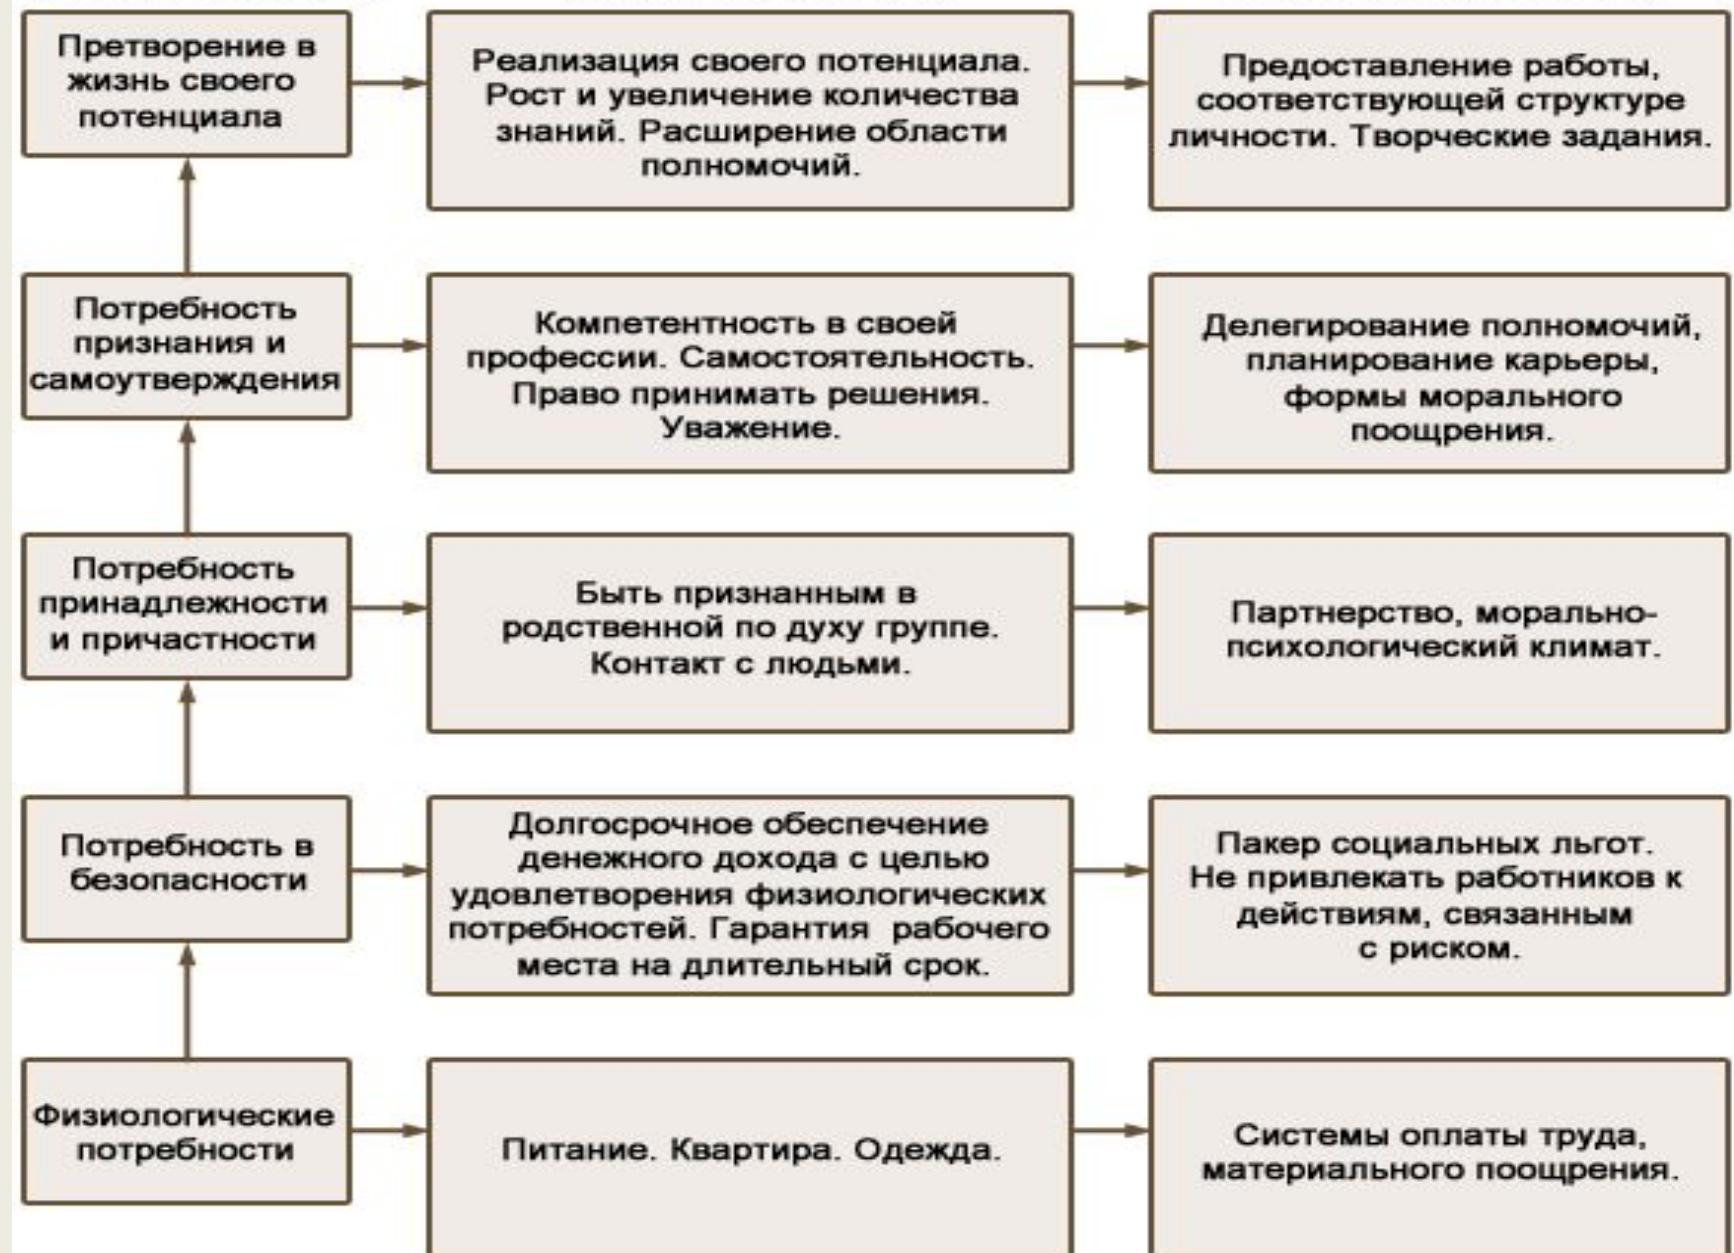 Претворение в
жизнь своего
потенциала
Реализация своего потенциала.
Рост и увеличение количества
знаний. Расширение области
полномочий.
Предоставление работы,
соответствующей структуре
личности. Творческие задания.
Потребность
признания и
самоутверждения
Компетентность в своей
профессии. Самостоятельность.
Право принимать решения.
Уважение.
Делегирование полномочий,
планирование карьеры,
формы морального
поощрения.
Потребность
принадлежности
и причастности
Быть признанным в
родственной по духу группе.
Контакт с людьми.
Партнерство, морально-
психологический климат.
Потребность в
безопасности
Долгосрочное обеспечение
денежного дохода с целью
удовлетворения физиологических
потребностей. Гарантия рабочего
места на длительный срок.
Пакер социальных льгот.
Не привлекать работников к
действиям, связанным
с риском.
Физиологические
потребности
Питание. Квартира. Одежда.
Системы оплаты труда,
материального поощрения.